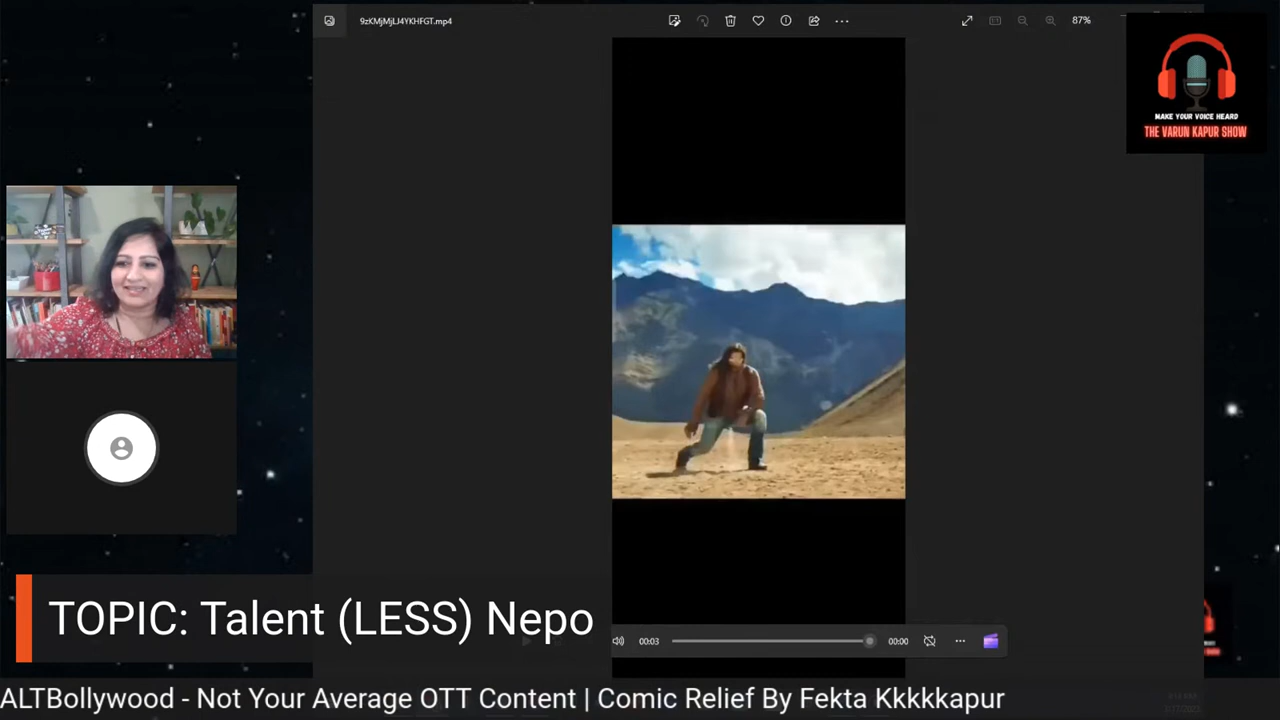 9zKMjMjLJ4YKHFGT.mp4
87%
MAKE YOUR VOICE HEARD
THE VARUN KAPUR SHOW
TOPIC: Talent (LESS) Nepo
00:03
00:00
ALTBollywood - Not Your Average OTT Content | Comic Relief By Fekta Kkkkkapur